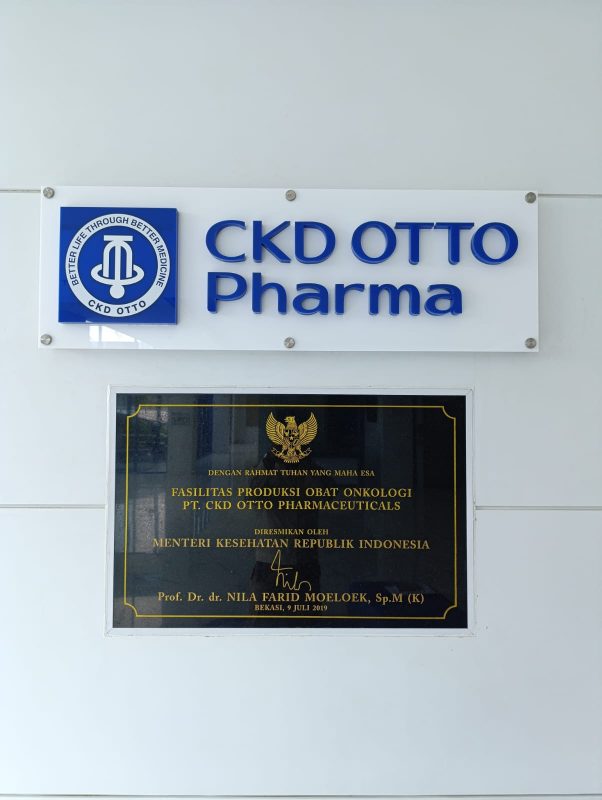 BETTER LIFE THROUGH BETTER MEDICINE
CKD OTTO
CKD OTTO
Pharma
DENGAN RAHMAT TUHAN YANG MAHA ESA
FASILITAS PRODUKSI OBAT ONKOLOGI
PT. CKD OTTO PHARMACEUTICALS
DIRESMIKAN OLEH
MENTERI KESEHATAN REPUBLIK INDONESIA
Prof. Dr. dr. NILA FARID MOELOEK, Sp.M (K)
BEKASI, 9 JULI 2019